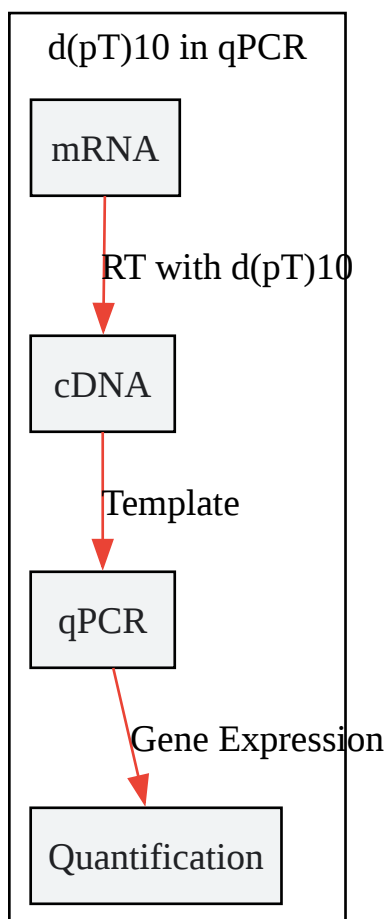 d(pT)10 in qPCR
mRNA
RT with d(pT)10
cDNA
Template
qPCR
Gene Expression
Quantification